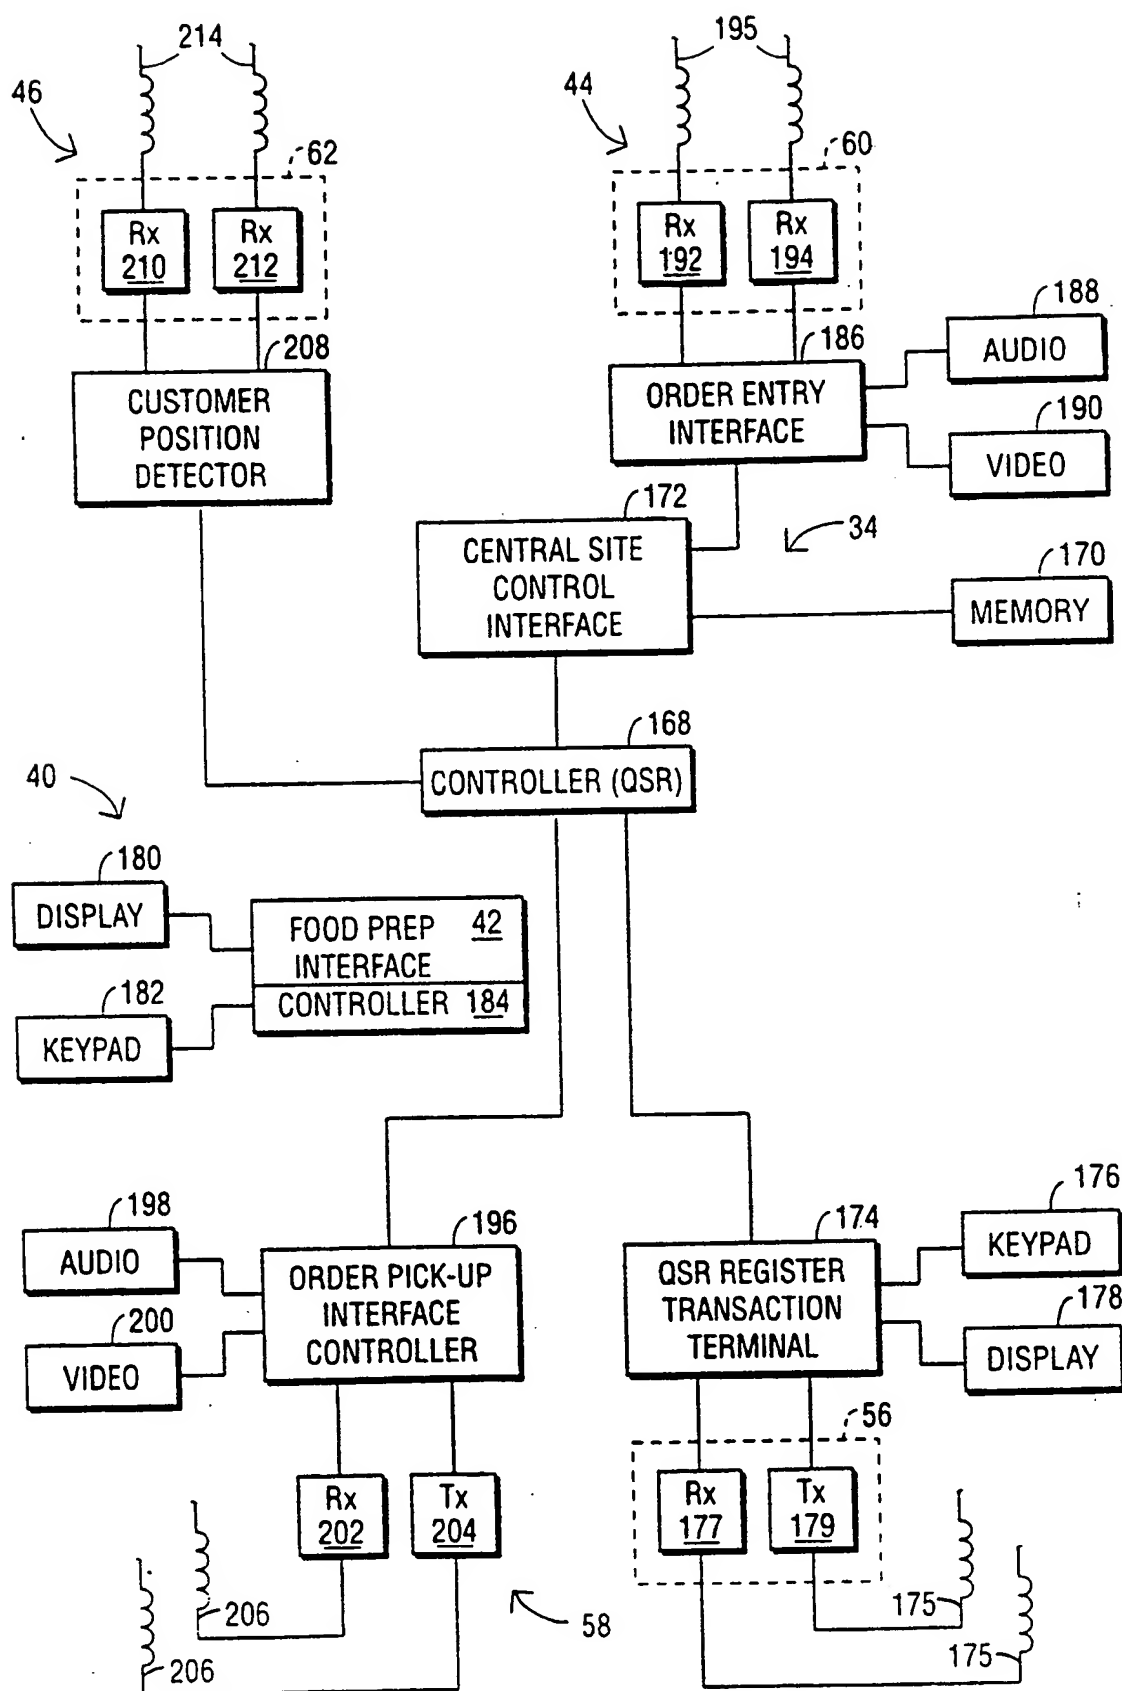 214
195
46
44
62
60
Rx
210
Rx
212
Rx
192
Rx
194
208
186
188
CUSTOMER
POSITION
DETECTOR
ORDER ENTRY
INTERFACE
AUDIO
190
VIDEO
172
34
CENTRAL SITE
CONTROL
INTERFACE
170
MEMORY
168
CONTROLLER (QSR)
40
180
DISPLAY
FOOD PREP 42
INTERFACE
182
CONTROLLER 184
KEYPAD
198
196
174
176
AUDIO
ORDER PICK-UP
INTERFACE
CONTROLLER
QSR REGISTER
TRANSACTION
TERMINAL
KEYPAD
200
VIDEO
178
DISPLAY
56
Rx
202
Tx
204
Rx
177
Tx
179
206
58
175
206
175